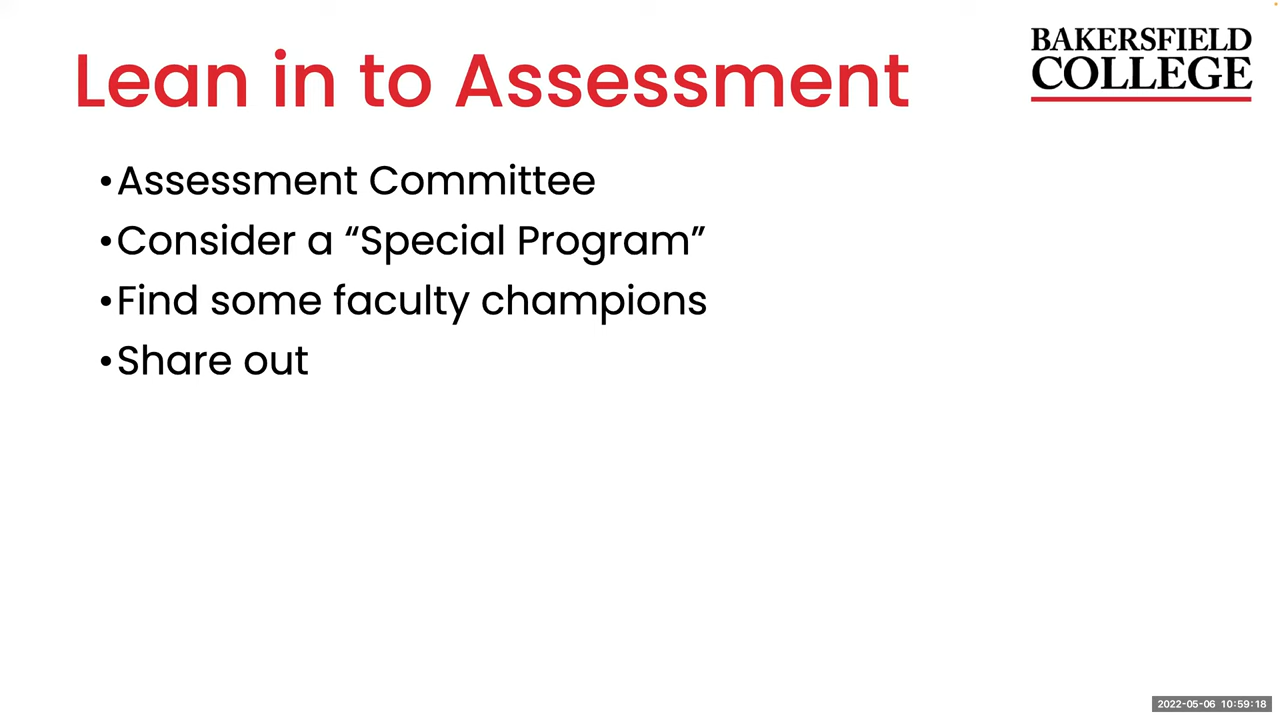 Lean in to Assessment
BAKERSFIELD
COLLEGE
•Assessment Committee
•Consider a “Special Program”
•Find some faculty champions
•Share out
2022-05-06 10:59:18